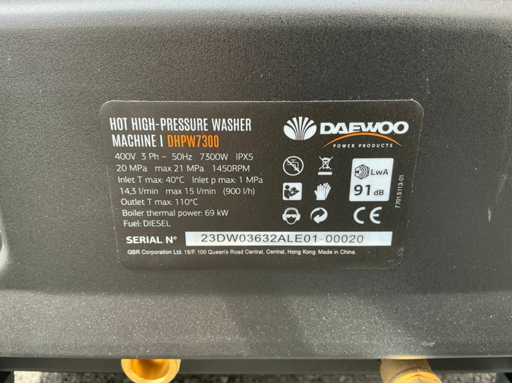 HOT HIGH-PRESSURE WASHER
MACHINE I DHPW7300
400V 3 Ph – 50Hz 7300W IPX5
20 MPa max 21 MPa 1450RPM
Inlet T max: 40°C Inlet p max: 1 MPa
14,3 l/min max 15 l/min (900 l/h)
Outlet T max: 110°C
Boiler thermal power: 69 kW
Fuel: DIESEL
DAEWOO
POWER PRODUCTS
LwA
91 dB
SERIAL N° 23DW03632ALE01-00020
GBR Corporation Ltd. 19/F, 100 Queen's Road Central, Central, Hong Kong. Made in China.